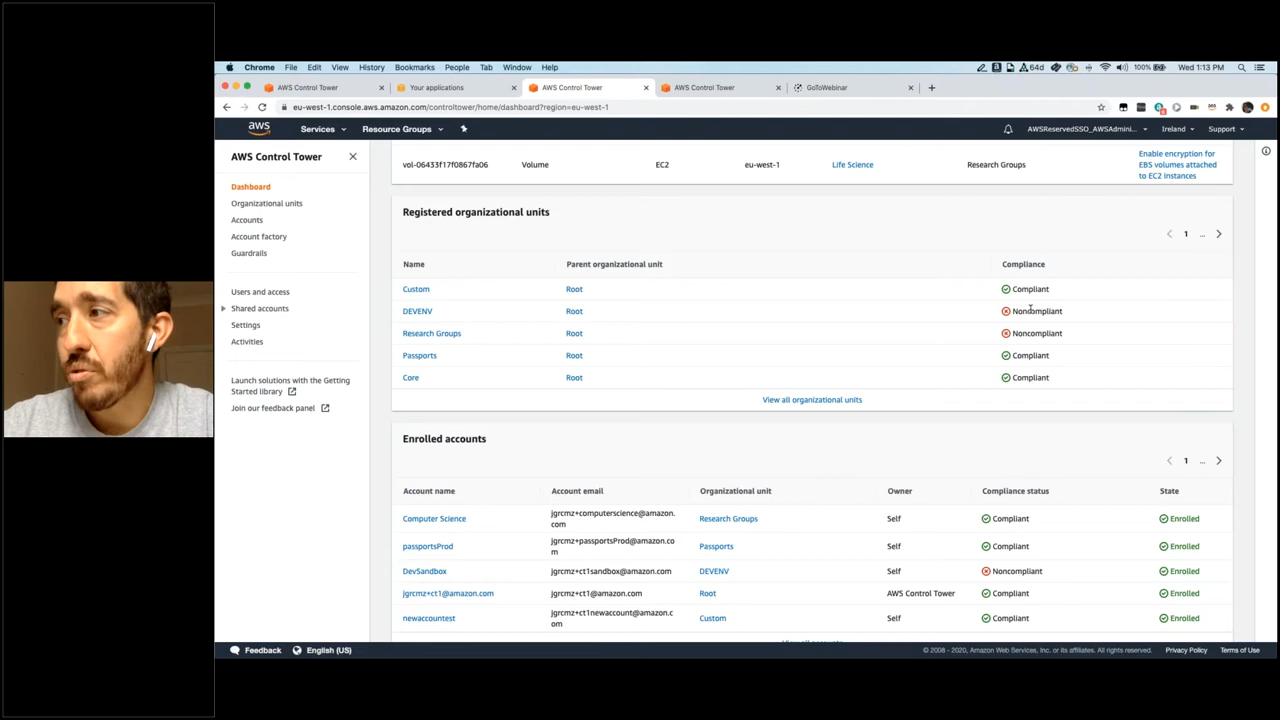 Chrome File Edit View History Bookmarks People Tab Window Help 64d 100% Wed 1:13 PM
AWS Control Tower Your applications AWS Control Tower AWS Control Tower GoToWebinar
eu-west-1.console.aws.amazon.com/controltower/home/dashboard?region=eu-west-1
aws Services Resource Groups AWSReservedSSO_AWSAdmini... Ireland Support
AWS Control Tower
Dashboard
Organizational units
Accounts
Account factory
Guardrails
Users and access
Shared accounts
Settings
Activities
Launch solutions with the Getting
Started library
Join our feedback panel
vol-06433f17f0867fa06 Volume EC2 eu-west-1 Life Science Research Groups
Enable encryption for
EBS volumes attached
to EC2 instances
Registered organizational units
1 ...
Name Parent organizational unit Compliance
Custom Root Compliant
DEVENV Root Noncompliant
Research Groups Root Noncompliant
Passports Root Compliant
Core Root Compliant
View all organizational units
Enrolled accounts
1 ...
Account name Account email Organizational unit Owner Compliance status State
Computer Science jgrcmz+computerscience@amazon.
com Research Groups Self Compliant Enrolled
passportsProd jgrcmz+passportsProd@amazon.co
m Passports Self Compliant Enrolled
DevSandbox jgrcmz+ct1sandbox@amazon.com DEVENV Self Noncompliant Enrolled
jgrcmz+ct1@amazon.com jgrcmz+ct1@amazon.com Root AWS Control Tower Compliant Enrolled
newaccountest jgrcmz+ct1newaccount@amazon.c
om Custom Self Compliant Enrolled
Feedback English (US) © 2008 - 2020, Amazon Web Services, Inc. or its affiliates. All rights reserved. Privacy Policy Terms of Use